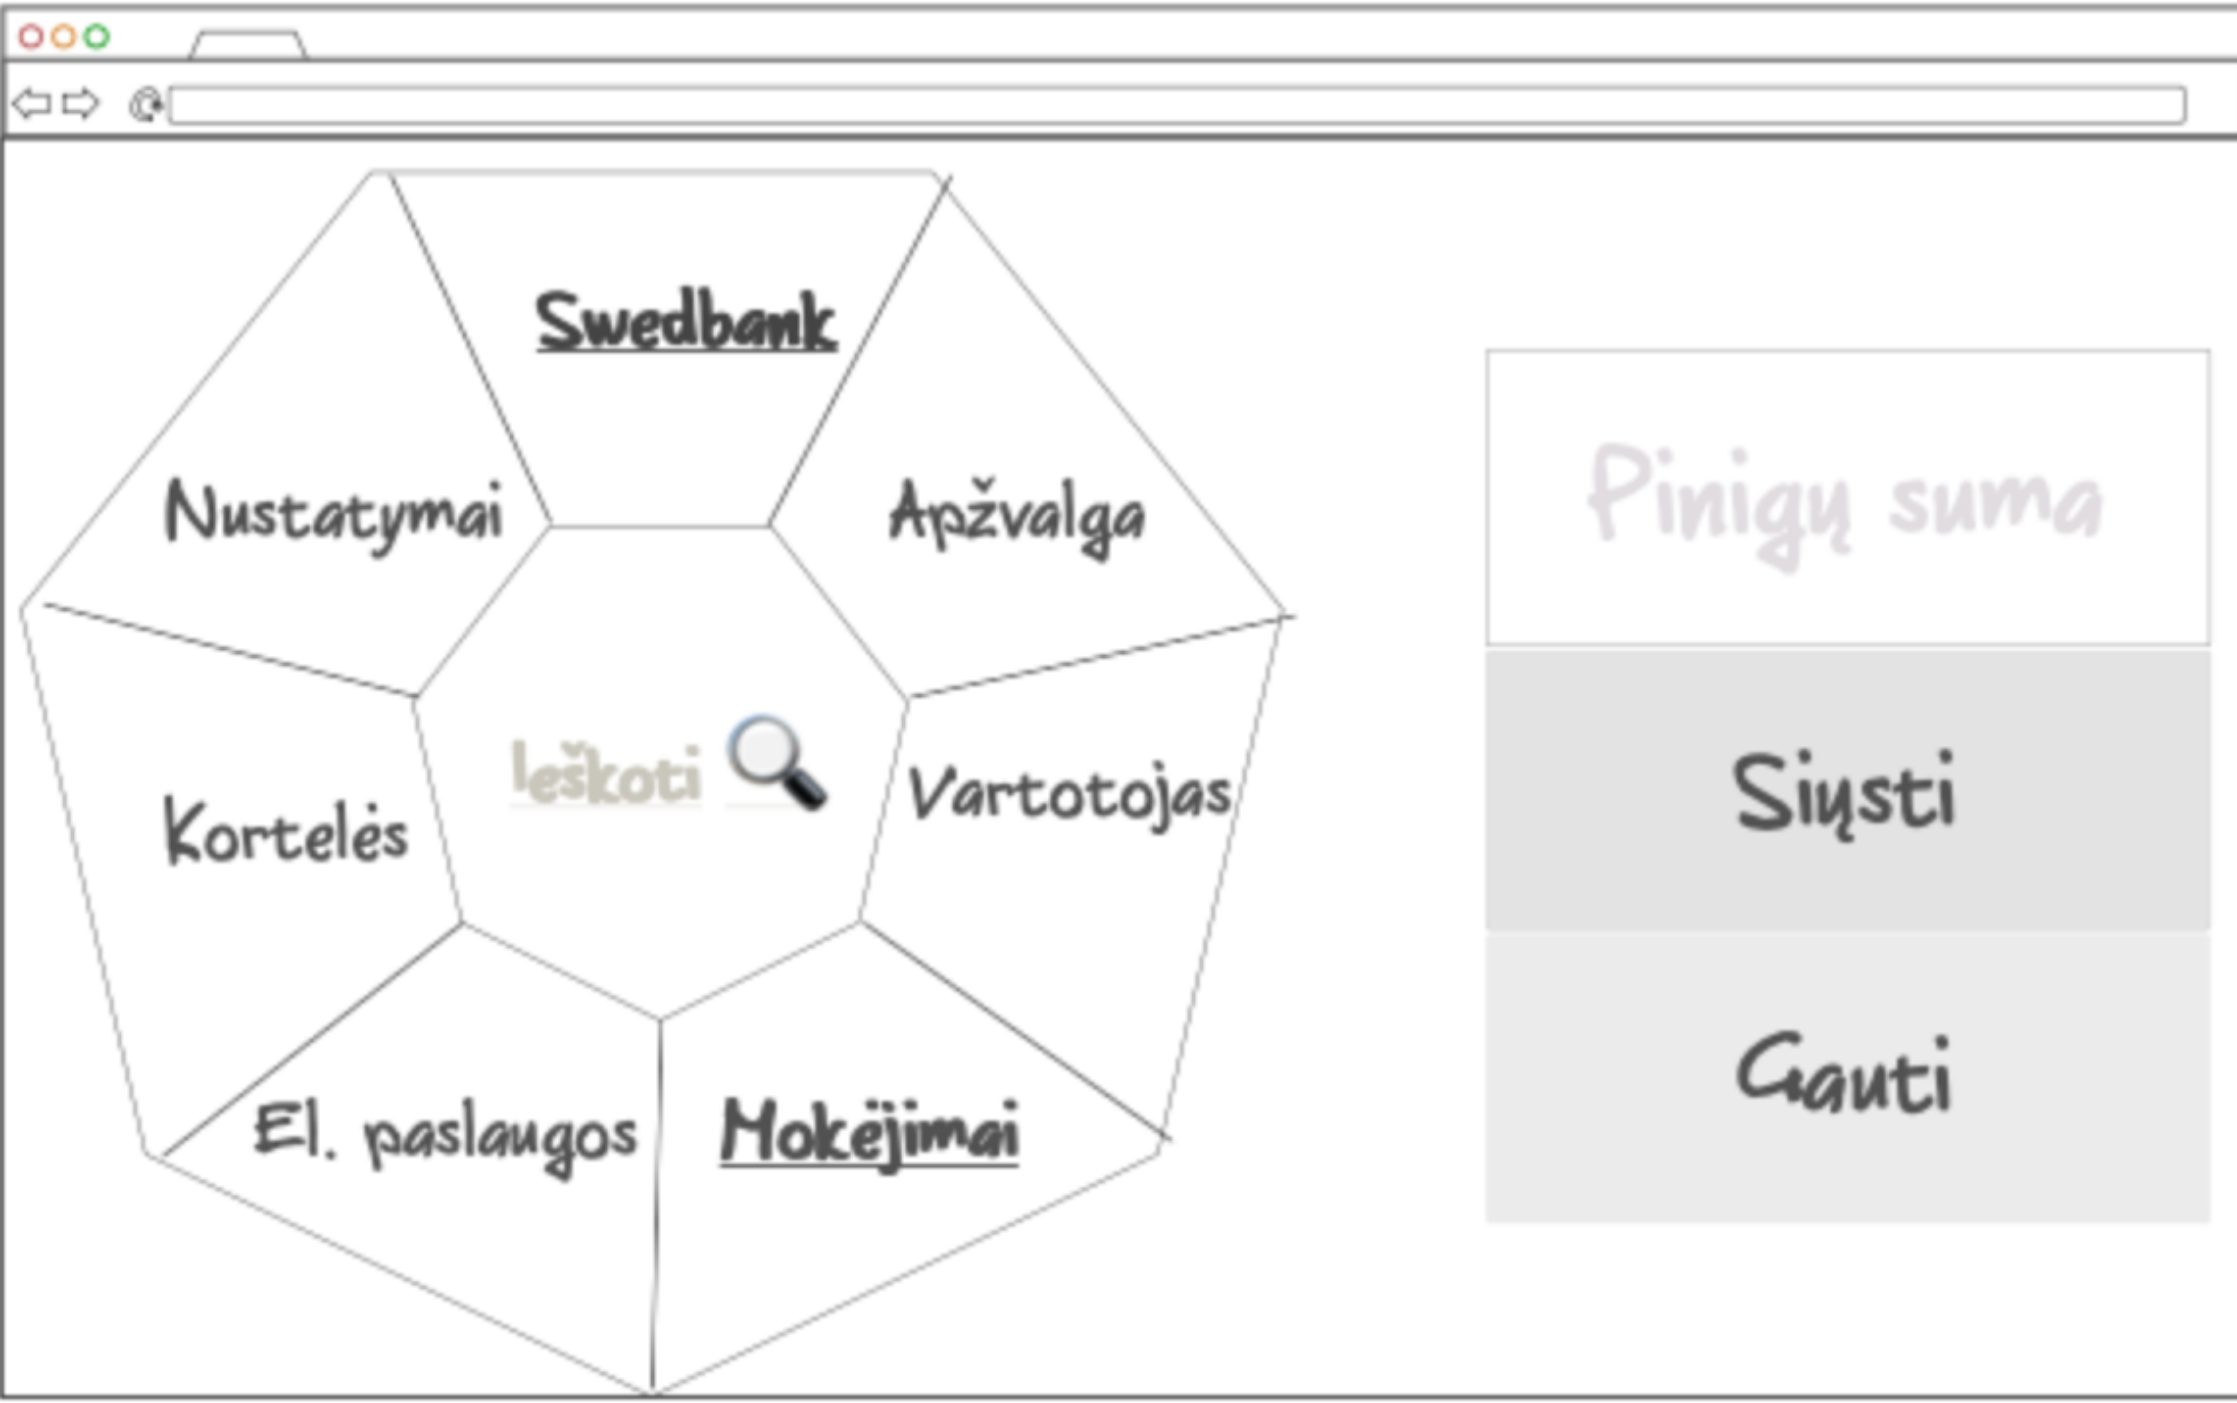 Swedbank
Nustatymai
Apžvalga
Ieškoti
Vartotojas
Kortelės
El. paslaugos
Mokėjimai
Pinigų suma
Siųsti
Gauti